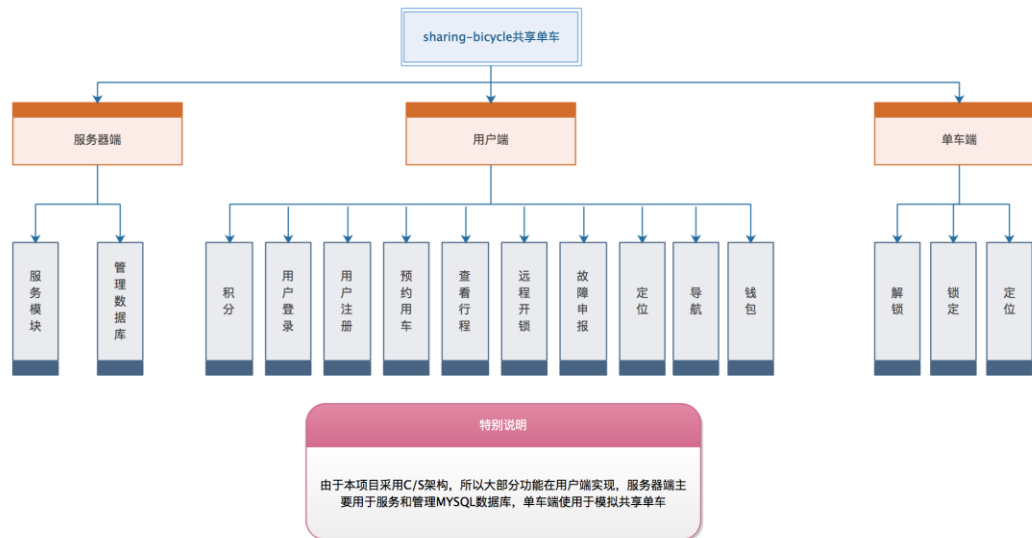 sharing-bicycle共享单车
服务器端
用户端
单车端
服务模块
管理数据库
积分
用户登录
用户注册
预约用车
查看行程
远程开锁
故障申报
定位
导航
钱包
解锁
锁定
定位
特别说明
由于本项目采用C/S架构，所以大部分功能在用户端实现，服务器端主
要用于服务和管理MYSQL数据库，单车端使用于模拟共享单车